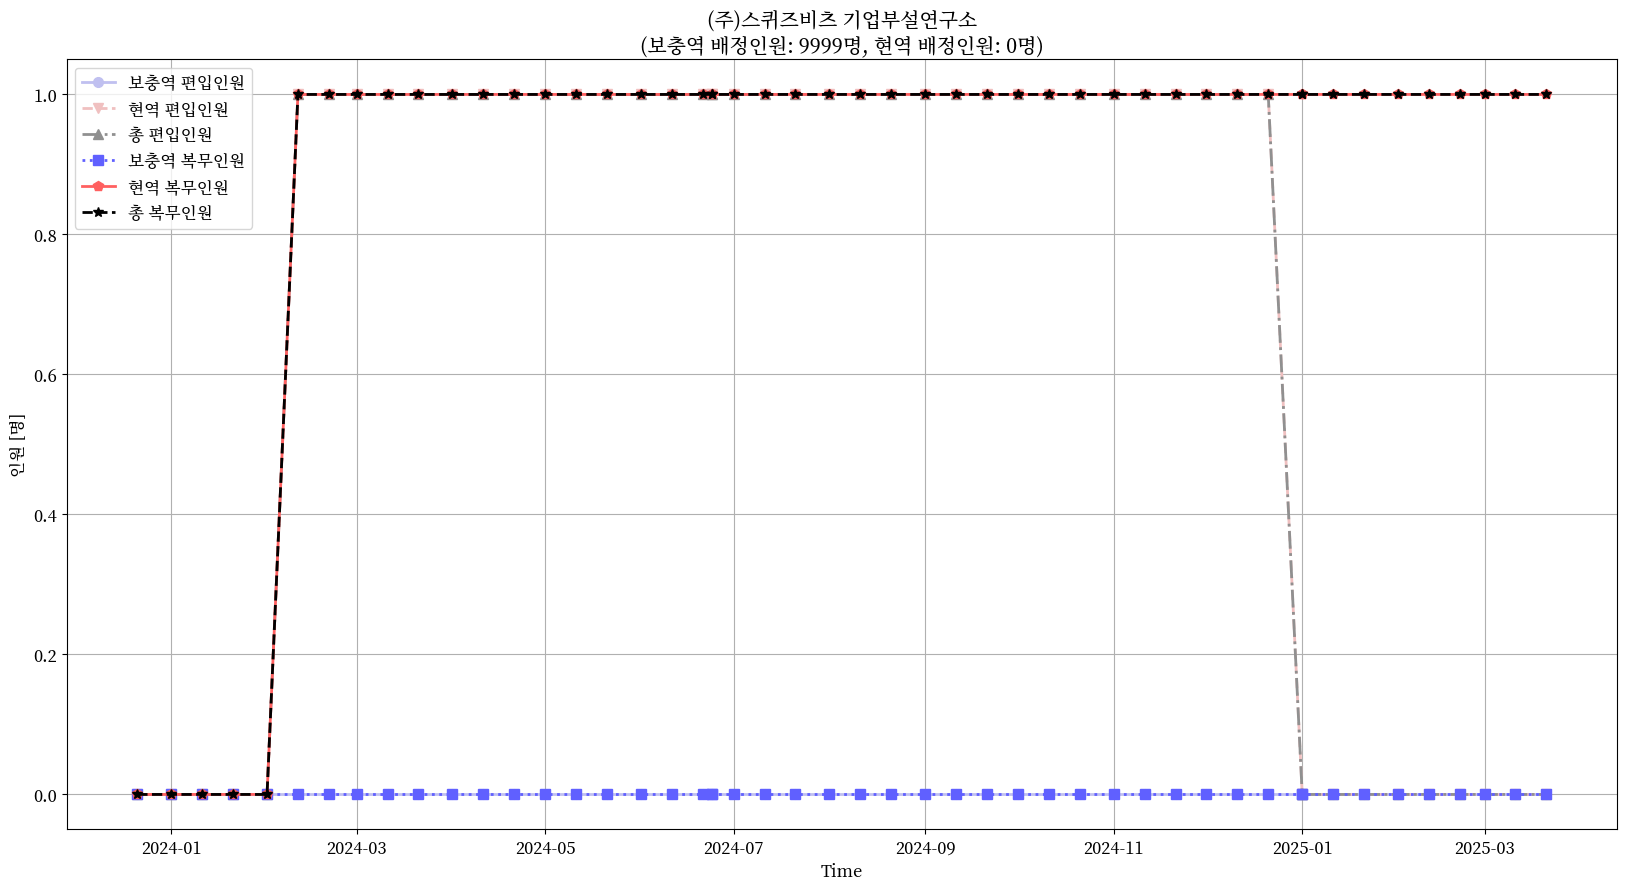 (주)스퀴즈비츠 기업부설연구소
(보충역 배정인원: 9999명, 현역 배정인원: 0명)
보충역 편입인원
현역 편입인원
총 편입인원
보충역 복무인원
현역 복무인원
총 복무인원
1.0
0.8
0.6
0.4
0.2
0.0
인원 [명]
2024-01
2024-03
2024-05
2024-07
2024-09
2024-11
2025-01
2025-03
Time